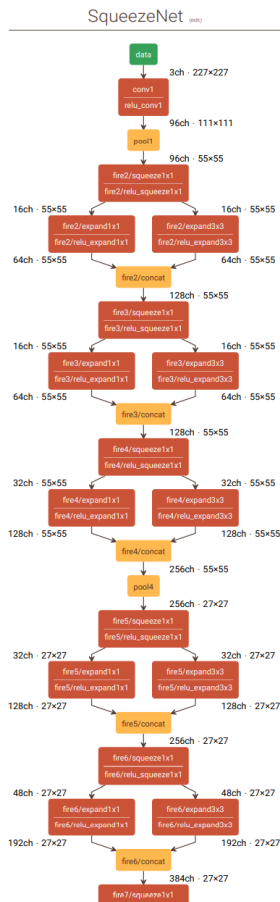 SqueezeNet (edit)
data
3ch · 227×227
conv1
relu_conv1
96ch · 111×111
pool1
96ch · 55×55
fire2/squeeze1x1
fire2/relu_squeeze1x1
16ch · 55×55 16ch · 55×55
fire2/expand1x1 fire2/expand3x3
fire2/relu_expand1x1 fire2/relu_expand3x3
64ch · 55×55 64ch · 55×55
fire2/concat
128ch · 55×55
fire3/squeeze1x1
fire3/relu_squeeze1x1
16ch · 55×55 16ch · 55×55
fire3/expand1x1 fire3/expand3x3
fire3/relu_expand1x1 fire3/relu_expand3x3
64ch · 55×55 64ch · 55×55
fire3/concat
128ch · 55×55
fire4/squeeze1x1
fire4/relu_squeeze1x1
32ch · 55×55 32ch · 55×55
fire4/expand1x1 fire4/expand3x3
fire4/relu_expand1x1 fire4/relu_expand3x3
128ch · 55×55 128ch · 55×55
fire4/concat
256ch · 55×55
pool4
256ch · 27×27
fire5/squeeze1x1
fire5/relu_squeeze1x1
32ch · 27×27 32ch · 27×27
fire5/expand1x1 fire5/expand3x3
fire5/relu_expand1x1 fire5/relu_expand3x3
128ch · 27×27 128ch · 27×27
fire5/concat
256ch · 27×27
fire6/squeeze1x1
fire6/relu_squeeze1x1
48ch · 27×27 48ch · 27×27
fire6/expand1x1 fire6/expand3x3
fire6/relu_expand1x1 fire6/relu_expand3x3
192ch · 27×27 192ch · 27×27
fire6/concat
384ch · 27×27
fire7/squeeze1x1